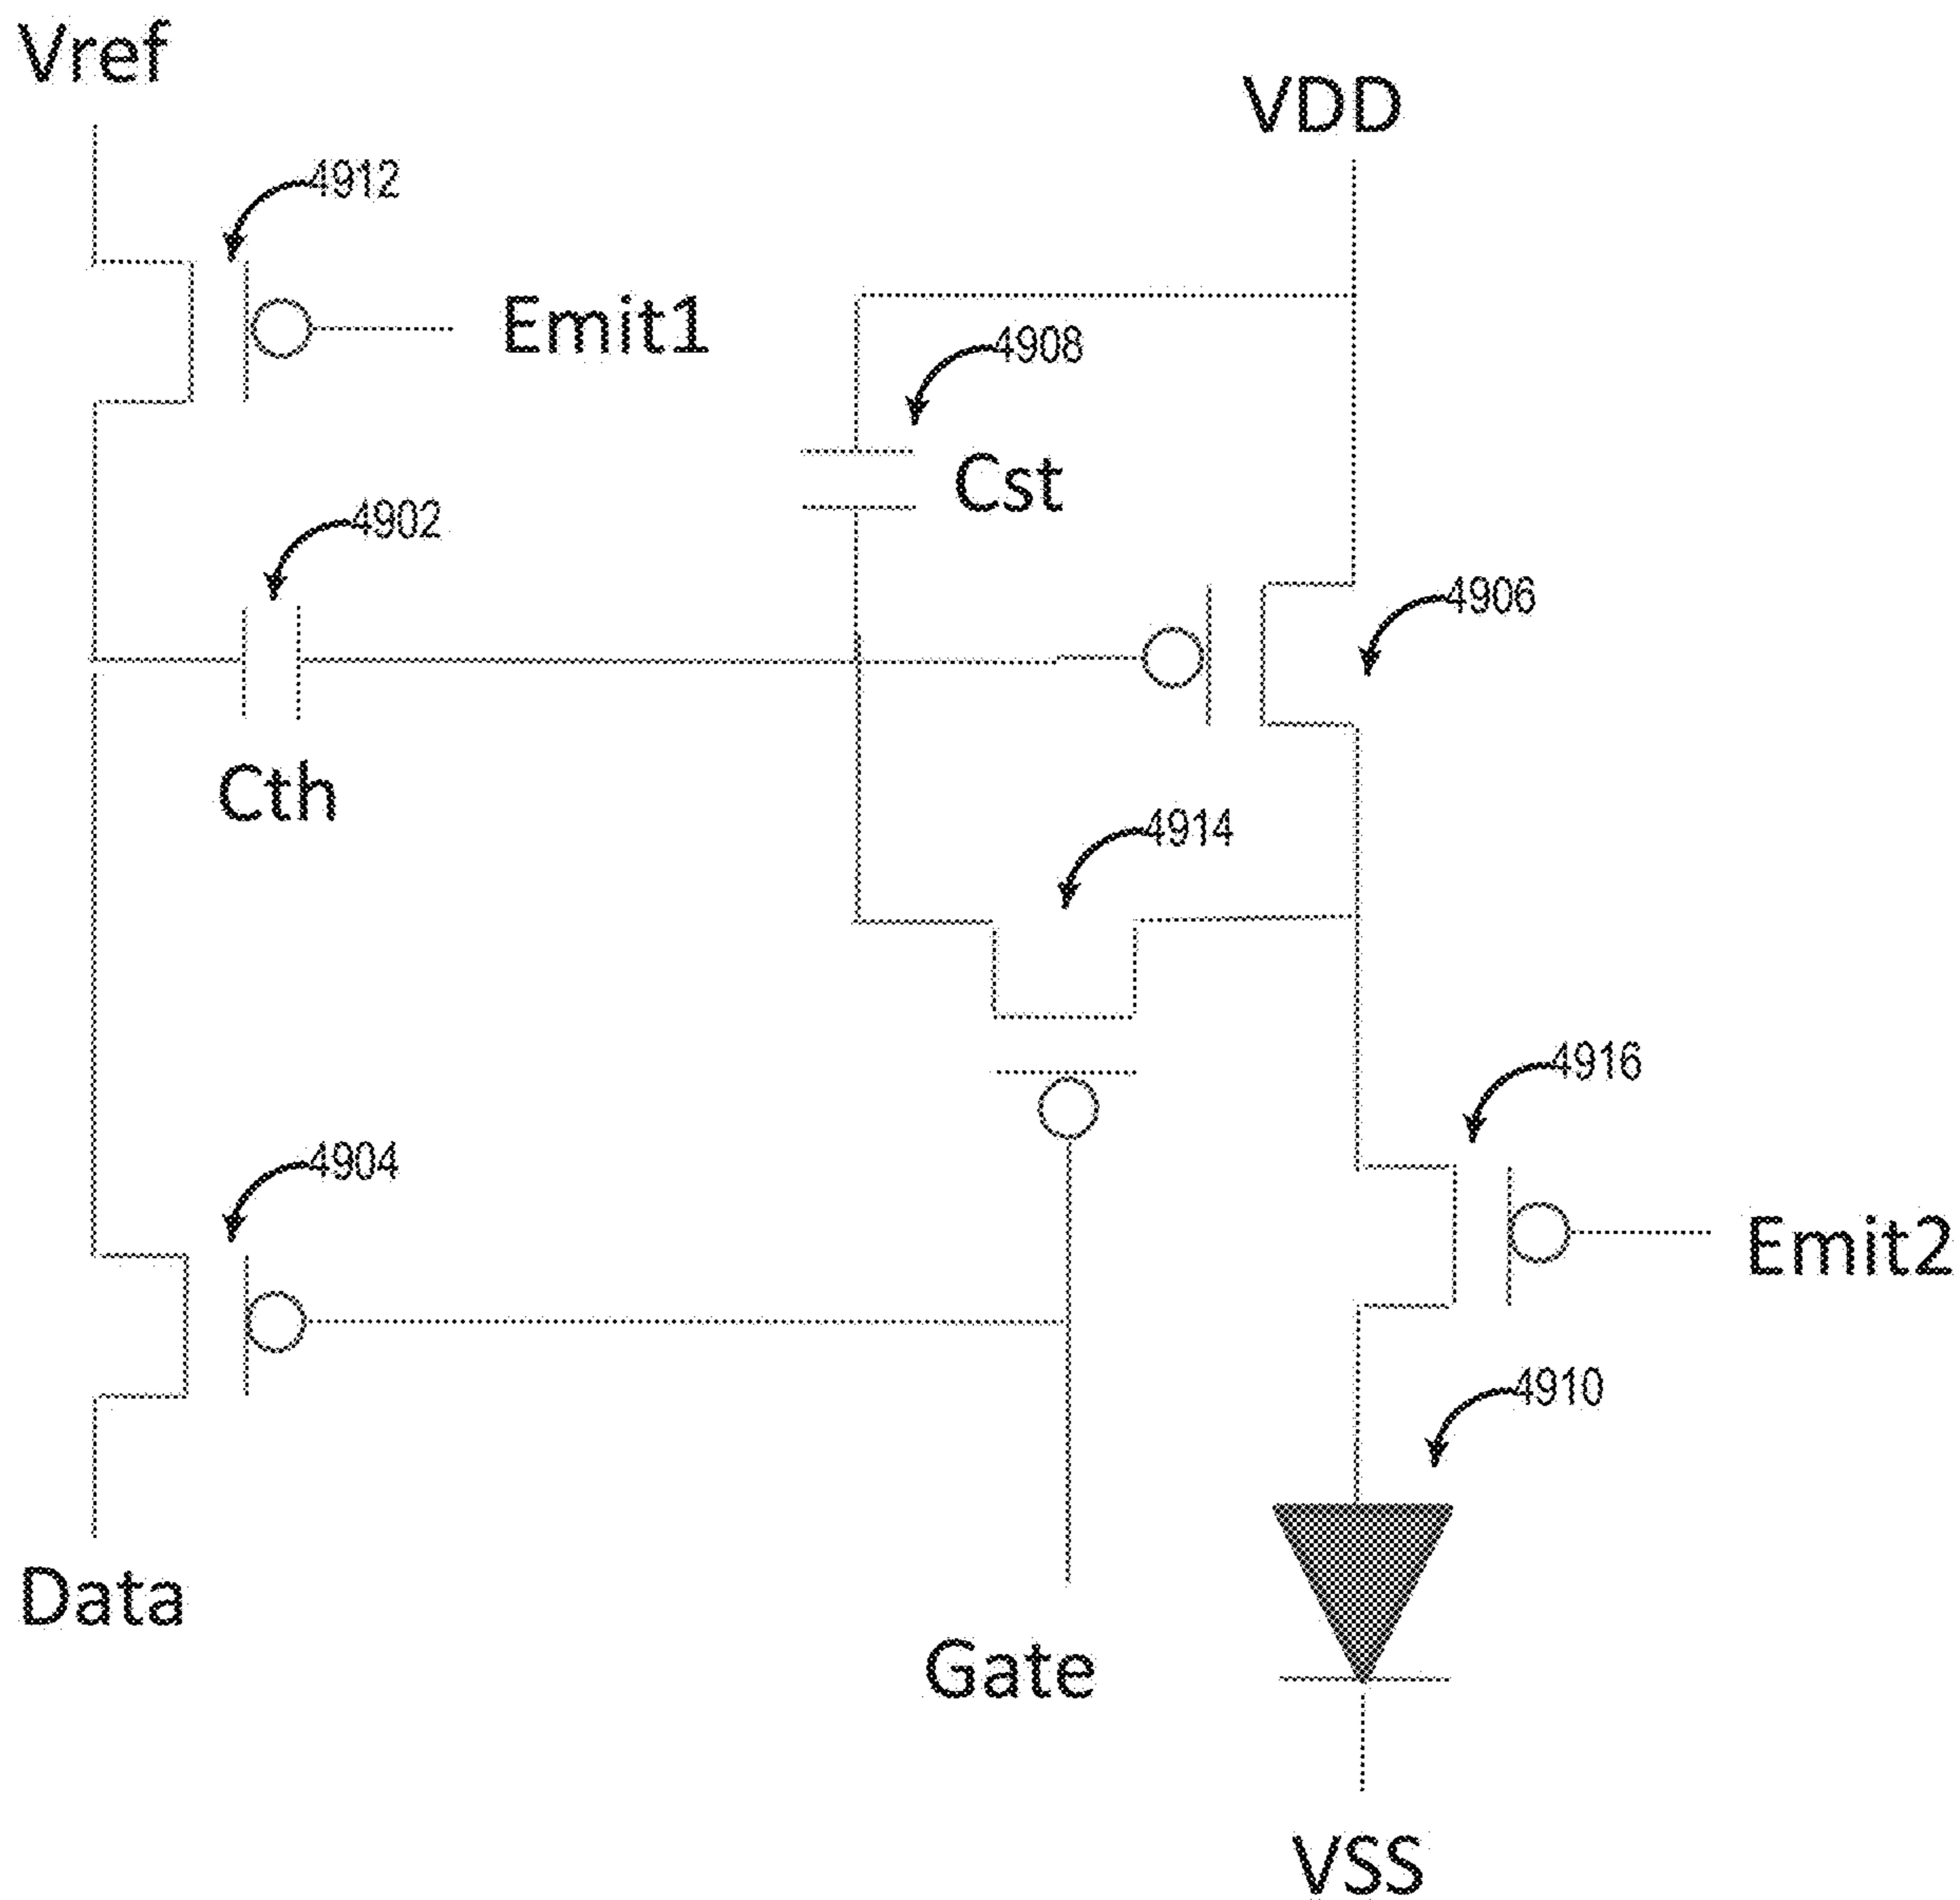 Vref
VDD
4912
Emit1
4908
Cst
4902
4906
Cth
4914
4916
4904
Emit2
4910
Data
Gate
VSS